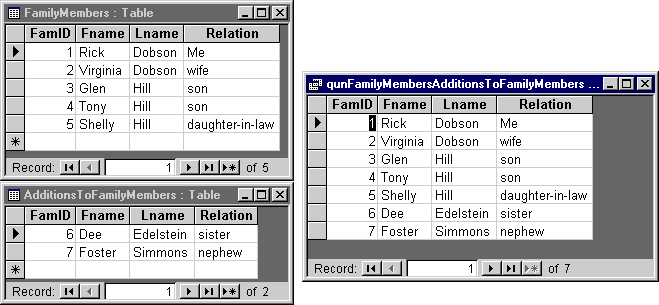 FamilyMembers : Table
FamID Fname Lname Relation
1 Rick Dobson Me
2 Virginia Dobson wife
3 Glen Hill son
4 Tony Hill son
5 Shelly Hill daughter-in-law
Record: 1 of 5
AdditionsToFamilyMembers : Table
FamID Fname Lname Relation
6 Dee Edelstein sister
7 Foster Simmons nephew
Record: 1 of 2
qunFamilyMembersAdditionsToFamilyMembers ...
FamID Fname Lname Relation
1 Rick Dobson Me
2 Virginia Dobson wife
3 Glen Hill son
4 Tony Hill son
5 Shelly Hill daughter-in-law
6 Dee Edelstein sister
7 Foster Simmons nephew
Record: 1 of 7